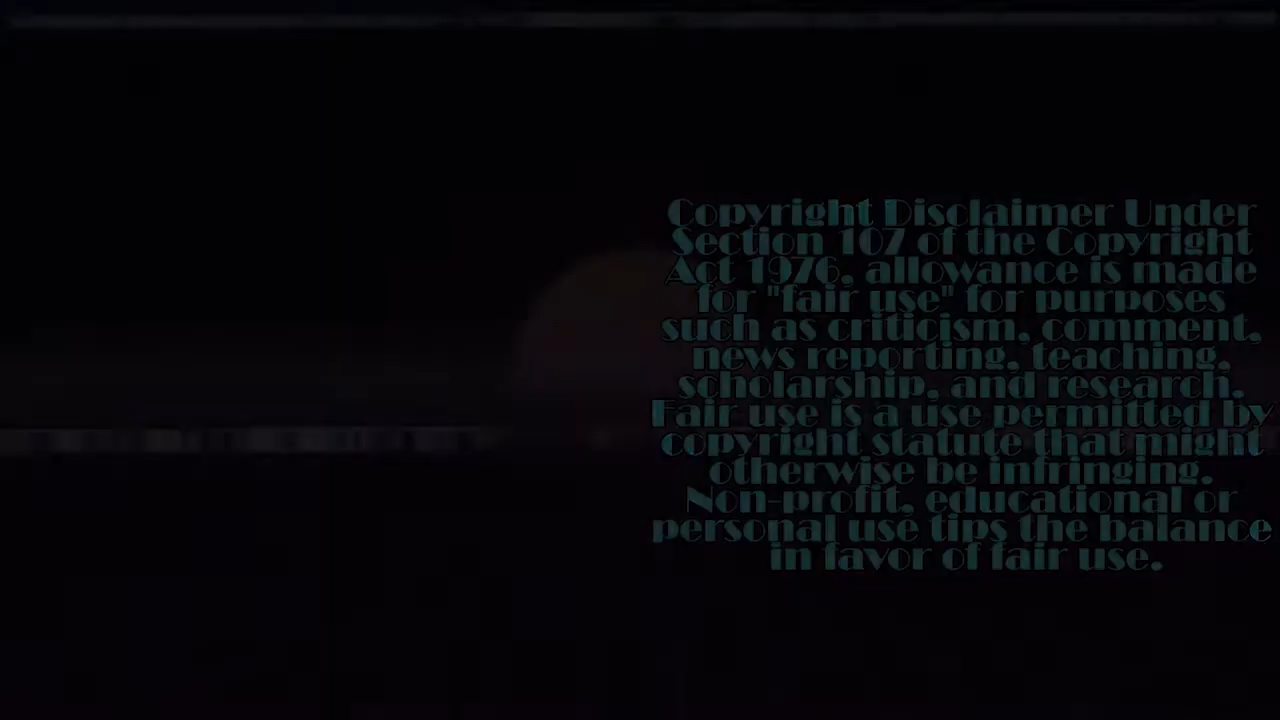 Copyright Disclaimer Under
Section 107 of the Copyright
Act 1976, allowance is made
for "fair use" for purposes
such as criticism, comment,
news reporting, teaching,
scholarship, and research.
Fair use is a use permitted by
copyright statute that might
otherwise be infringing.
Non-profit, educational or
personal use tips the balance
in favor of fair use.